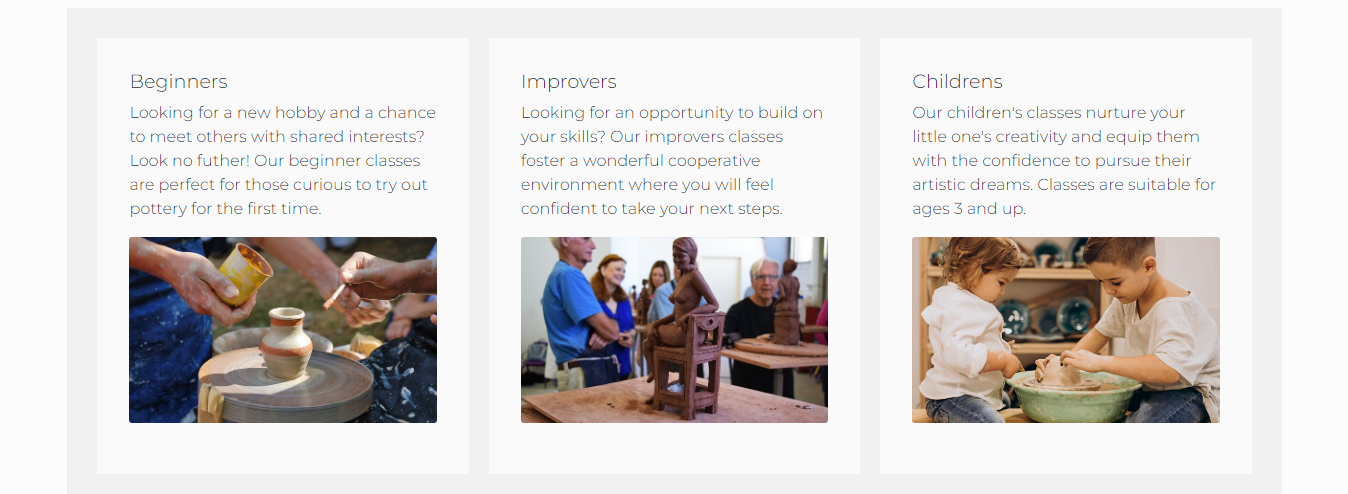 Beginners
Looking for a new hobby and a chance
to meet others with shared interests?
Look no futher! Our beginner classes
are perfect for those curious to try out
pottery for the first time.
Improvers
Looking for an opportunity to build on
your skills? Our improvers classes
foster a wonderful cooperative
environment where you will feel
confident to take your next steps.
Childrens
Our children's classes nurture your
little one's creativity and equip them
with the confidence to pursue their
artistic dreams. Classes are suitable for
ages 3 and up.